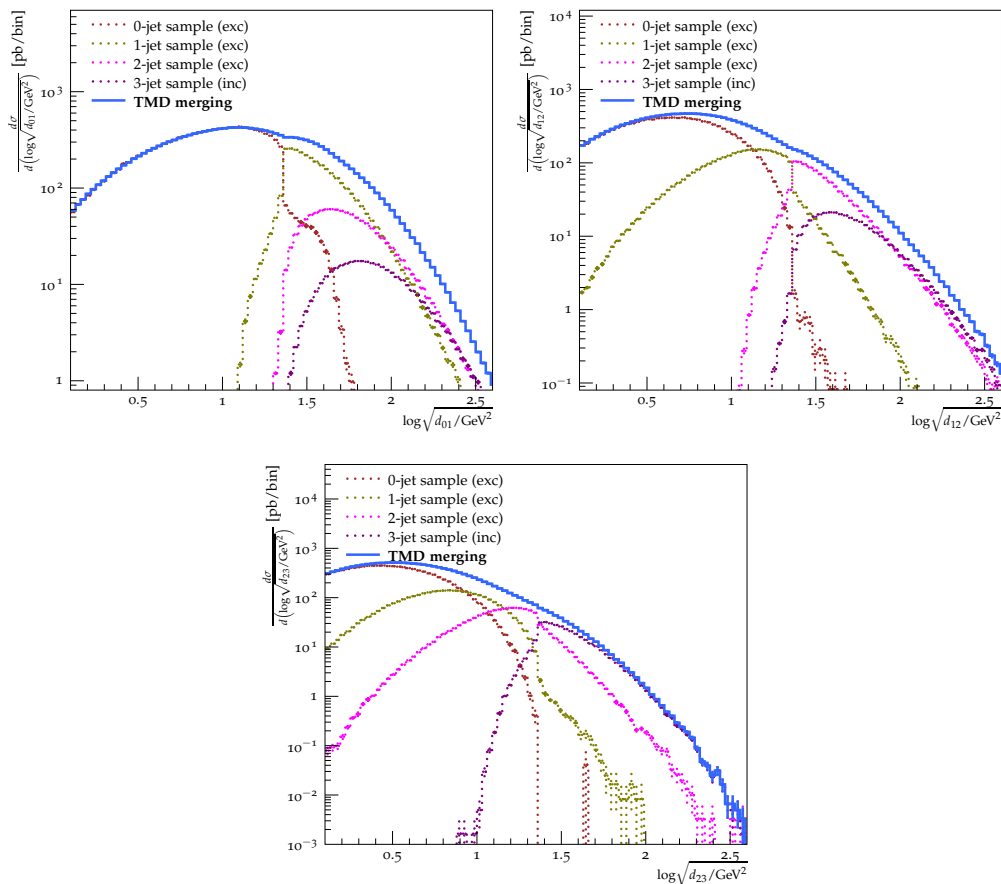 dσ/d(log√d₀₁/GeV²) [pb/bin]
0-jet sample (exc)
1-jet sample (exc)
2-jet sample (exc)
3-jet sample (inc)
TMD merging
10³
10²
10¹
1
0.5 1 1.5 2 2.5
log√d₀₁/GeV²
dσ/d(log√d₁₂/GeV²) [pb/bin]
0-jet sample (exc)
1-jet sample (exc)
2-jet sample (exc)
3-jet sample (inc)
TMD merging
10⁴
10³
10²
10¹
1
10⁻¹
0.5 1 1.5 2 2.5
log√d₁₂/GeV²
dσ/d(log√d₂₃/GeV²) [pb/bin]
0-jet sample (exc)
1-jet sample (exc)
2-jet sample (exc)
3-jet sample (inc)
TMD merging
10⁴
10³
10²
10¹
1
10⁻¹
10⁻²
10⁻³
0.5 1 1.5 2 2.5
log√d₂₃/GeV²